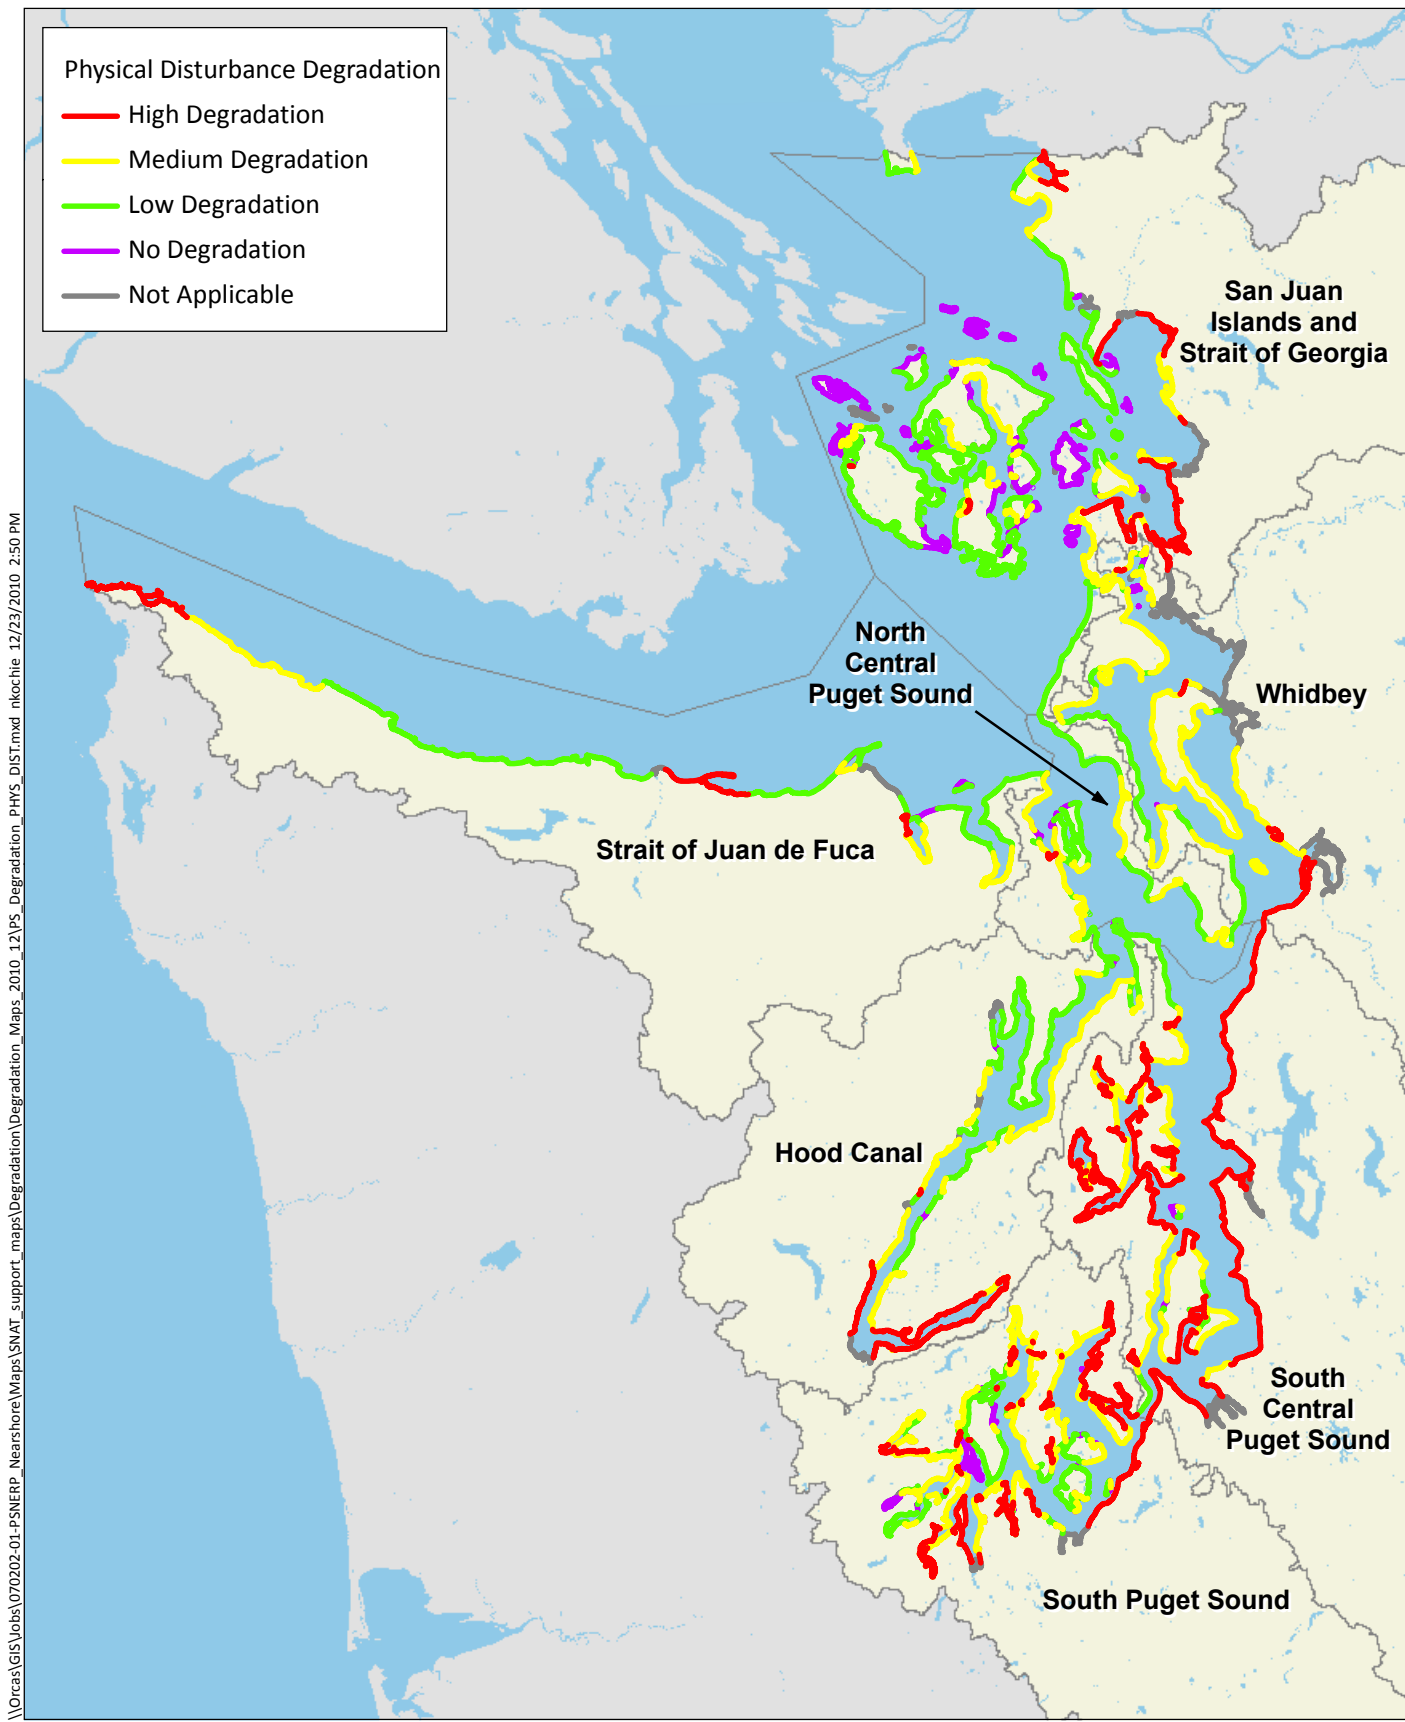 Physical Disturbance Degradation
High Degradation
Medium Degradation
Low Degradation
No Degradation
Not Applicable
San Juan
Islands and
Strait of Georgia
North
Central
Puget Sound
Whidbey
Strait of Juan de Fuca
Hood Canal
South
Central
Puget Sound
South Puget Sound
\\Orcas\GIS\Jobs\070202-01-PSNERP_Nearshore\Maps\SNAT_support_maps\Degradation\Degradation_Maps_2010_12\PS_Degradation_PHYS_DIST.mxd nkochie 12/23/2010 2:50 PM